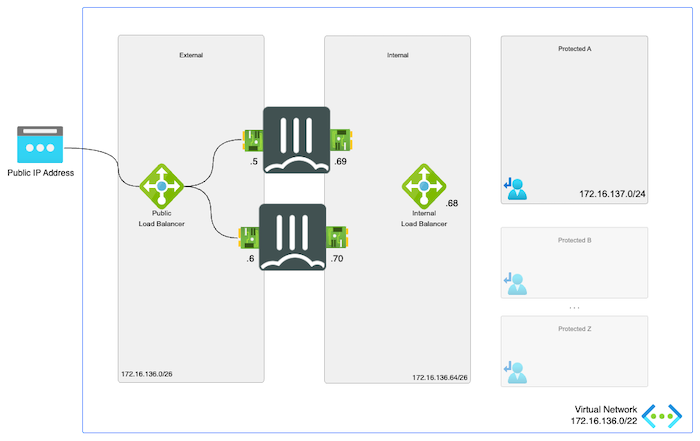 External
Internal
Protected A
.5
.69
Public IP Address
172.16.137.0/24
.68
Public
Load Balancer
Internal
Load Balancer
Protected B
.6
.70
...
Protected Z
172.16.136.0/26
172.16.136.64/26
Virtual Network
172.16.136.0/22